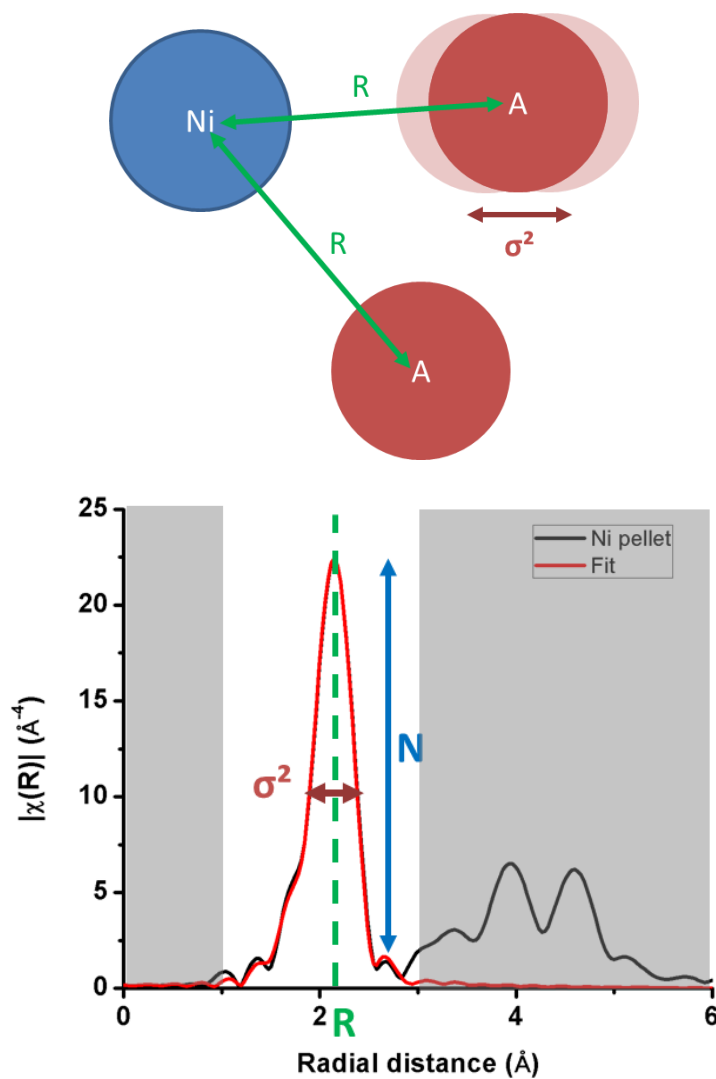 R
Ni
A
σ²
R
A
25
20
15
10
5
0
Ni pellet
Fit
|χ(R)| (Å⁻⁴)
N
σ²
0
2
4
6
R
Radial distance (Å)